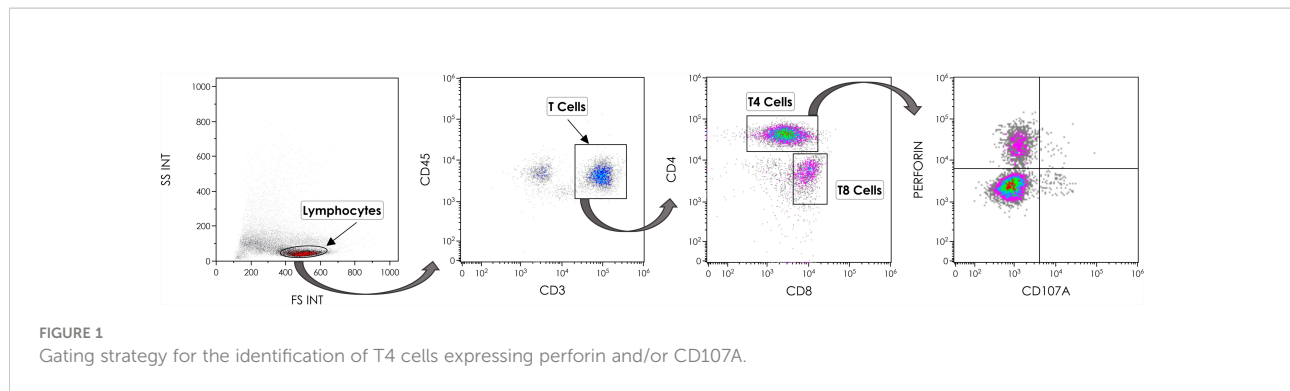 SS INT
1000
800
600
400
200
0
Lymphocytes
0 200 400 600 800 1000
FS INT
CD45
10⁶
10⁵
10⁴
10³
10²
0
T Cells
0 10² 10³ 10⁴ 10⁵ 10⁶
CD3
CD4
10⁶
10⁵
10⁴
10³
10²
0
T4 Cells
T8 Cells
0 10² 10³ 10⁴ 10⁵ 10⁶
CD8
PERFORIN
10⁶
10⁵
10⁴
10³
10²
0
0 10² 10³ 10⁴ 10⁵ 10⁶
CD107A
FIGURE 1
Gating strategy for the identification of T4 cells expressing perforin and/or CD107A.